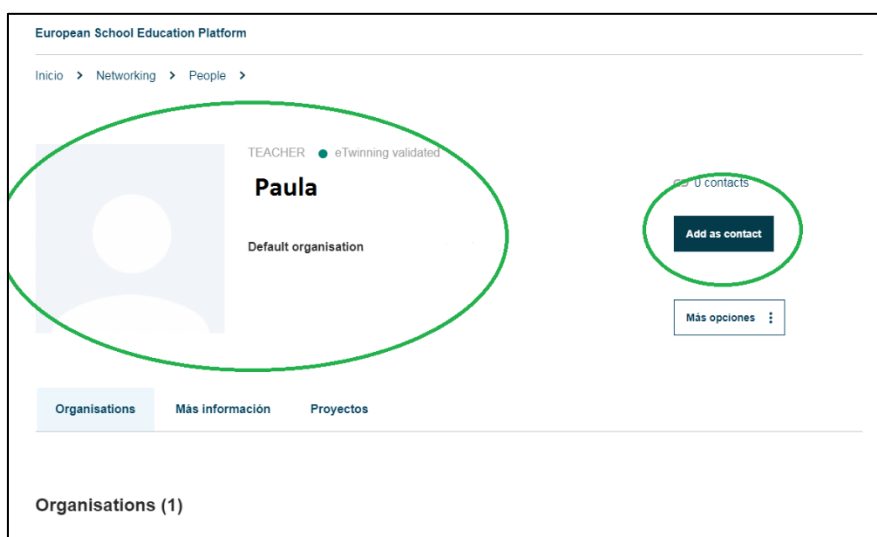 European School Education Platform
Inicio > Networking > People >
TEACHER eTwinning validated
Paula
0 contacts
Add as contact
Default organisation
Más opciones
Organisations Más información Proyectos
Organisations (1)